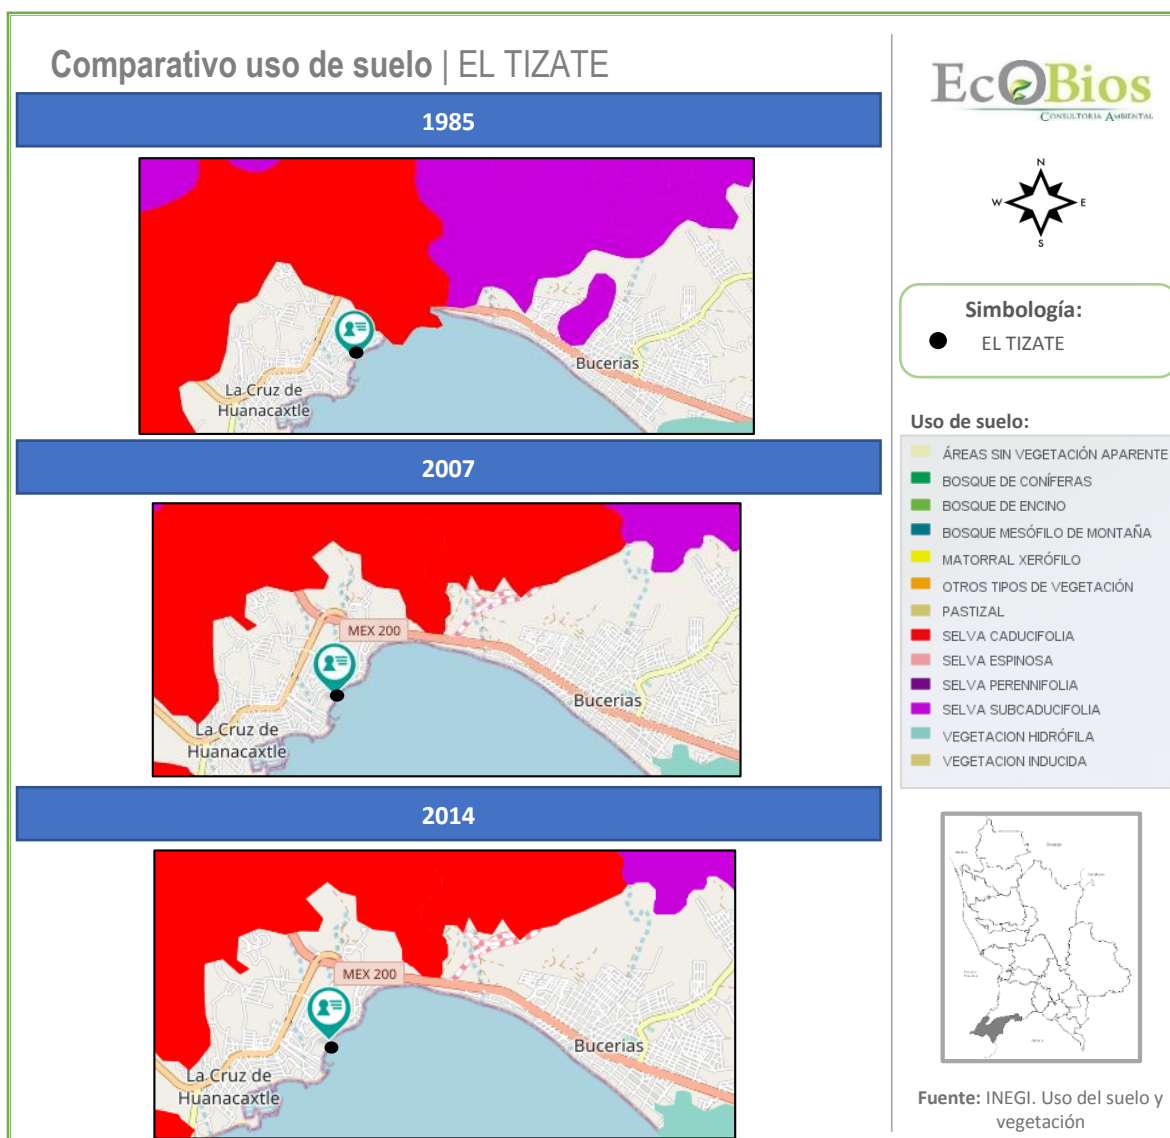 Comparativo uso de suelo | EL TIZATE
1985
La Cruz de
Huanacaxtle
Bucerias
2007
MEX 200
La Cruz de
Huanacaxtle
Bucerias
2014
MEX 200
La Cruz de
Huanacaxtle
Bucerias
EcOBios
CONSULTORIA AMBIENTAL
N
W
E
S
Simbología:
EL TIZATE
Uso de suelo:
ÁREAS SIN VEGETACIÓN APARENTE
BOSQUE DE CONÍFERAS
BOSQUE DE ENCINO
BOSQUE MESÓFILO DE MONTAÑA
MATORRAL XERÓFILO
OTROS TIPOS DE VEGETACIÓN
PASTIZAL
SELVA CADUCIFOLIA
SELVA ESPINOSA
SELVA PERENNIFOLIA
SELVA SUBCADUCIFOLIA
VEGETACION HIDRÓFILA
VEGETACION INDUCIDA
Fuente: INEGI. Uso del suelo y
vegetación